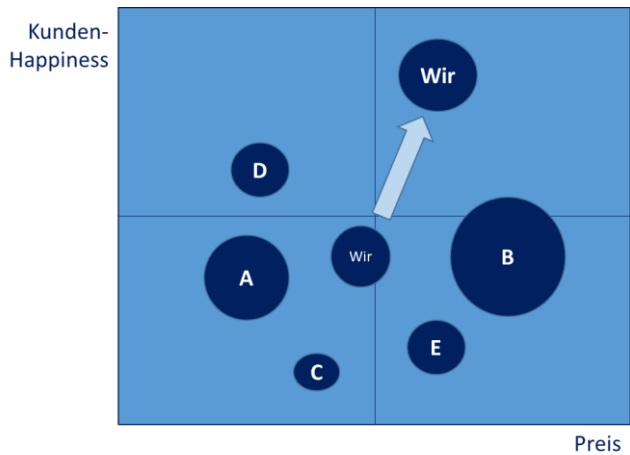 Kunden-
Happiness
Wir
D
Wir
B
A
E
C
Preis